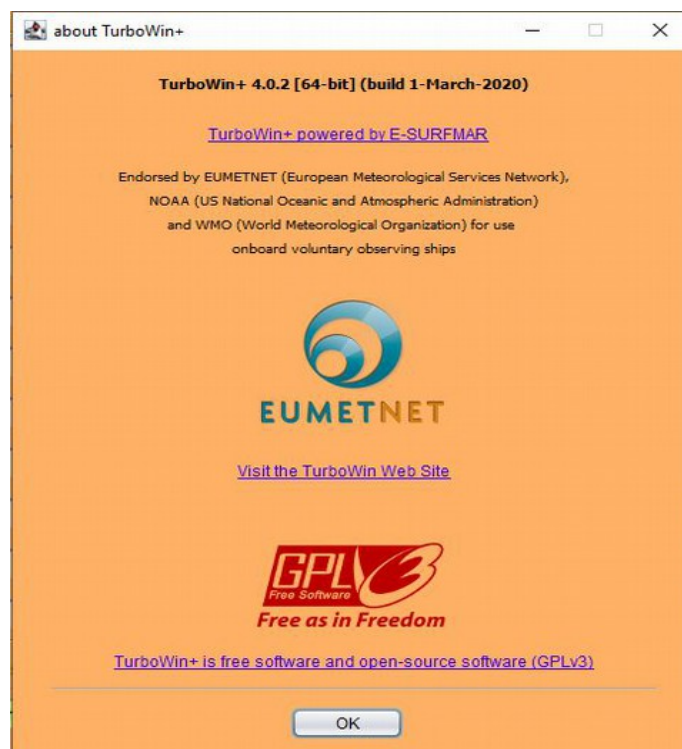 about TurboWin+
TurboWin+ 4.0.2 [64-bit] (build 1-March-2020)
TurboWin+ powered by E-SURFMAR
Endorsed by EUMETNET (European Meteorological Services Network),
NOAA (US National Oceanic and Atmospheric Administration)
and WMO (World Meteorological Organization) for use
onboard voluntary observing ships
EUMETNET
Visit the TurboWin Web Site
GPLv3
Free Software
Free as in Freedom
TurboWin+ is free software and open-source software (GPLv3)
OK